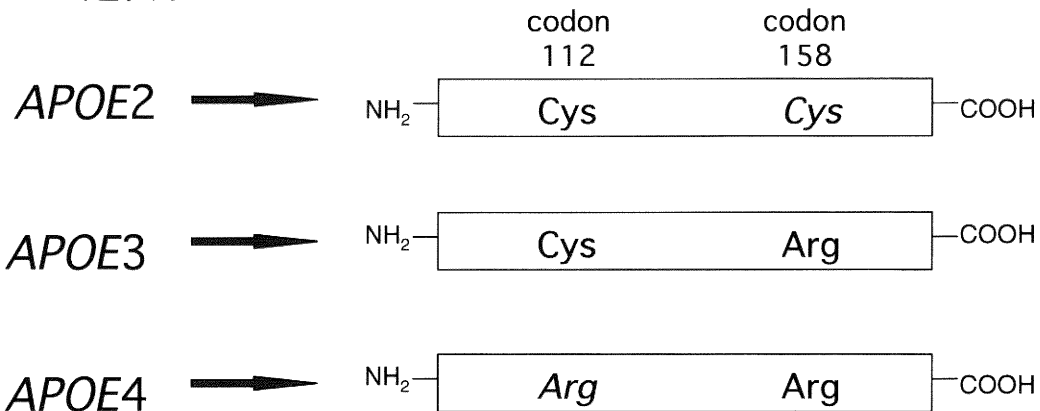 codon codon
112 158
APOE2 NH₂ Cys Cys COOH
APOE3 NH₂ Cys Arg COOH
APOE4 NH₂ Arg Arg COOH